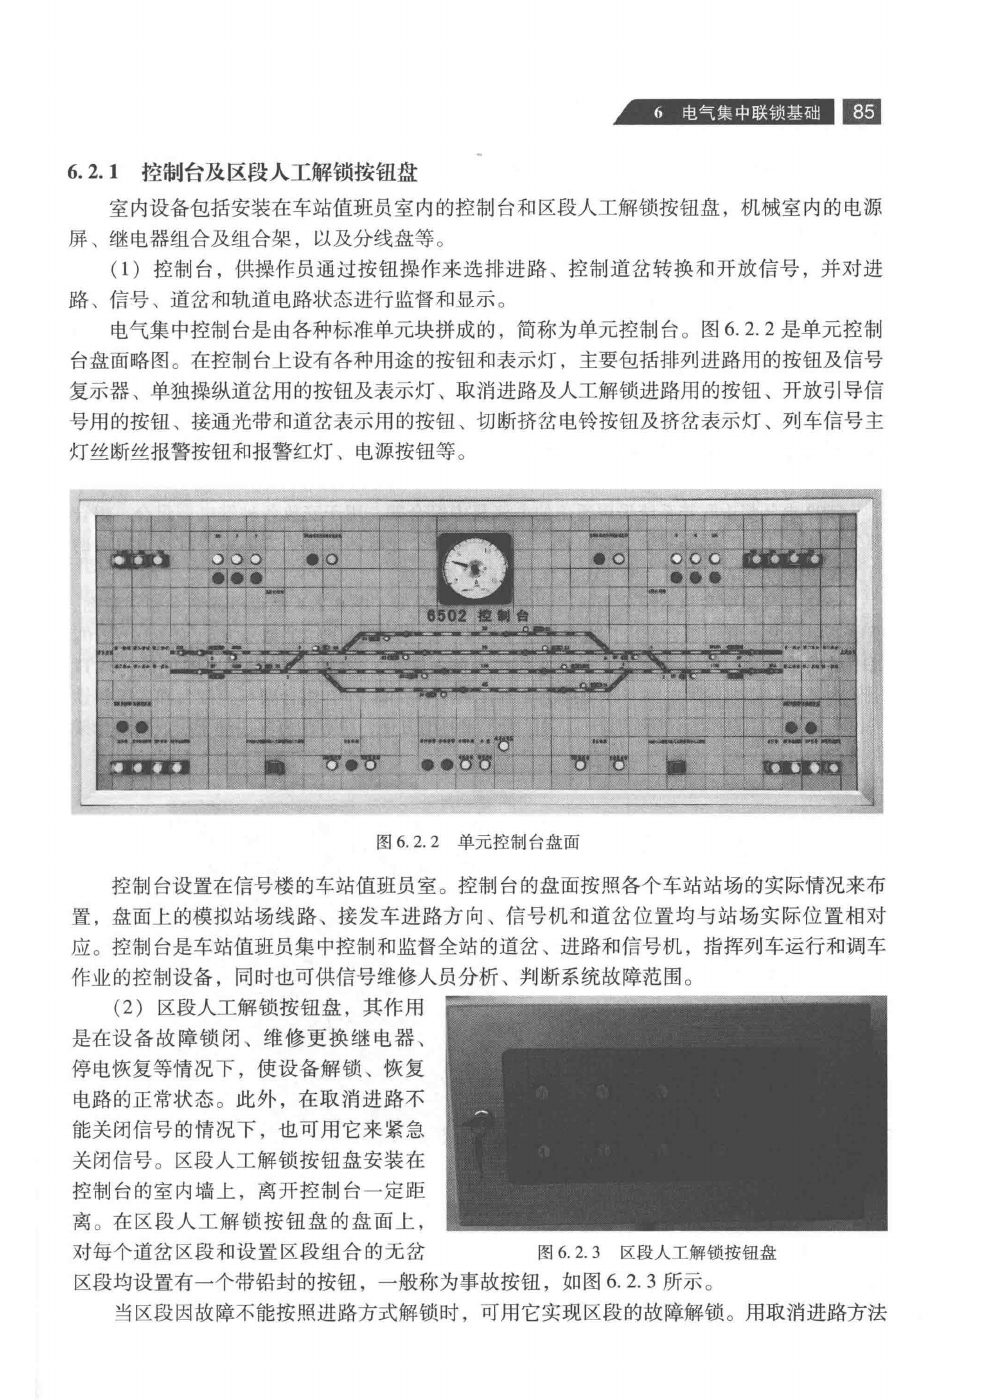 6 电气集中联锁基础 85
6.2.1 控制台及区段人工解锁按钮盘
室内设备包括安装在车站值班员室内的控制台和区段人工解锁按钮盘，机械室内的电源
屏、继电器组合及组合架，以及分线盘等。
（1）控制台，供操作员通过按钮操作来选排进路、控制道岔转换和开放信号，并对进
路、信号、道岔和轨道电路状态进行监督和显示。
电气集中控制台是由各种标准单元块拼成的，简称为单元控制台。图6.2.2是单元控制
台盘面略图。在控制台上设有各种用途的按钮和表示灯，主要包括排列进路用的按钮及信号
复示器、单独操纵道岔用的按钮及表示灯、取消进路及人工解锁进路用的按钮、开放引导信
号用的按钮、接通光带和道岔表示用的按钮、切断挤岔电铃按钮及挤岔表示灯、列车信号主
灯丝断丝报警按钮和报警红灯、电源按钮等。
6502 控制台
图6.2.2 单元控制台盘面
控制台设置在信号楼的车站值班员室。控制台的盘面按照各个车站站场的实际情况来布
置，盘面上的模拟站场线路、接发车进路方向、信号机和道岔位置均与站场实际位置相对
应。控制台是车站值班员集中控制和监督全站的道岔、进路和信号机，指挥列车运行和调车
作业的控制设备，同时也可供信号维修人员分析、判断系统故障范围。
（2）区段人工解锁按钮盘，其作用
是在设备故障锁闭、维修更换继电器、
停电恢复等情况下，使设备解锁、恢复
电路的正常状态。此外，在取消进路不
能关闭信号的情况下，也可用它来紧急
关闭信号。区段人工解锁按钮盘安装在
控制台的室内墙上，离开控制台一定距
离。在区段人工解锁按钮盘的盘面上，
对每个道岔区段和设置区段组合的无岔
图6.2.3 区段人工解锁按钮盘
区段均设置有一个带铅封的按钮，一般称为事故按钮，如图6.2.3所示。
当区段因故障不能按照进路方式解锁时，可用它实现区段的故障解锁。用取消进路方法